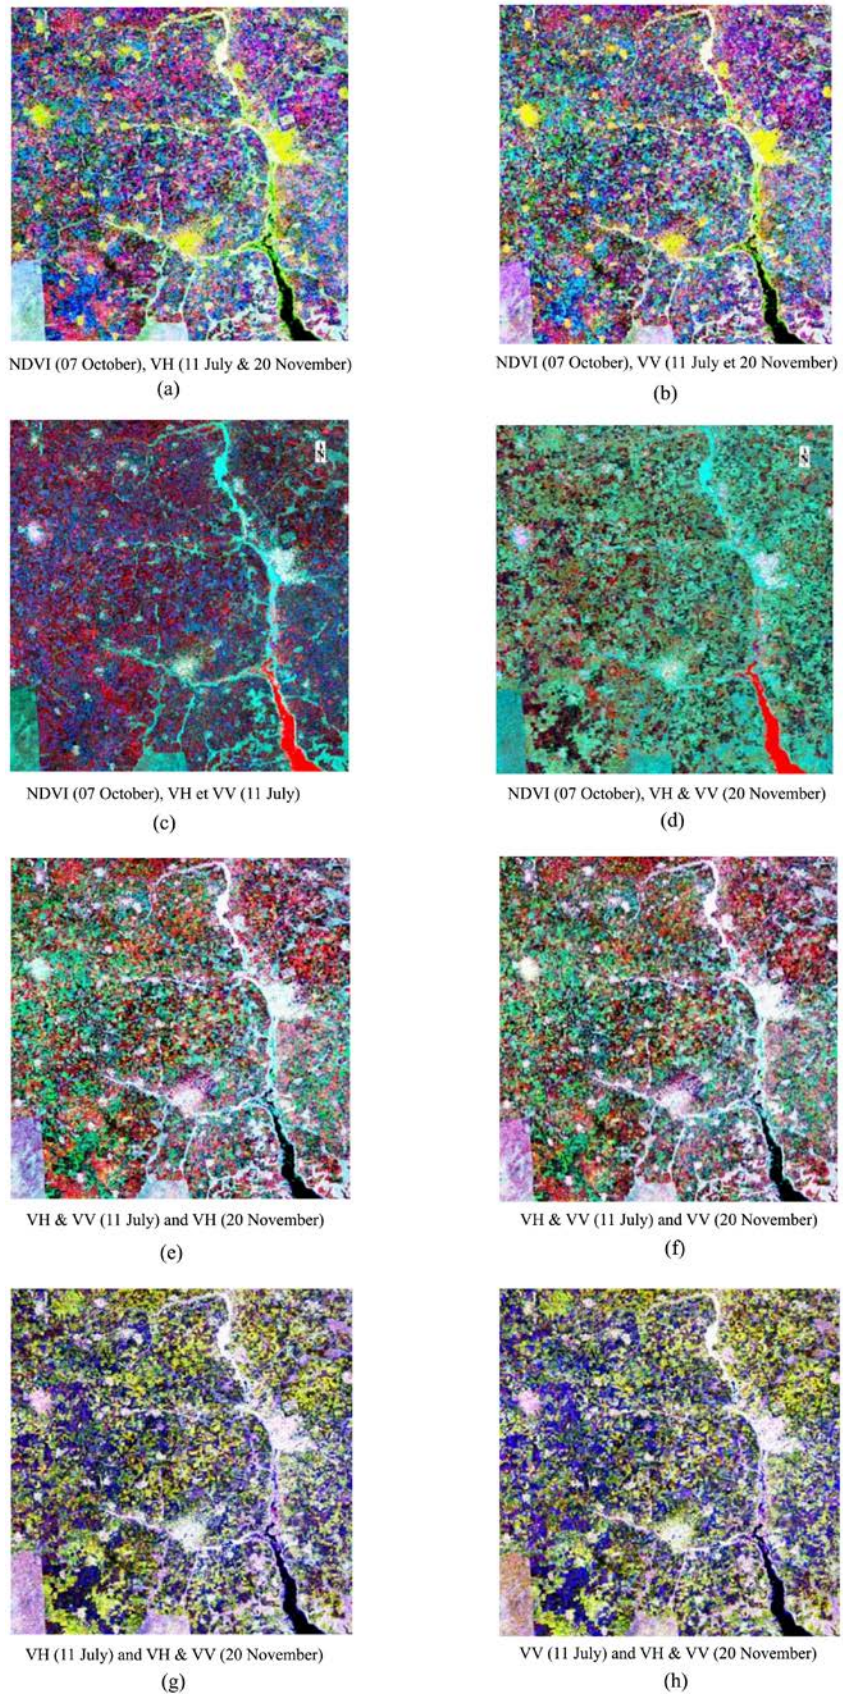 NDVI (07 October), VH (11 July & 20 November)
(a)
NDVI (07 October), VV (11 July et 20 November)
(b)
NDVI (07 October), VH et VV (11 July)
(c)
NDVI (07 October), VH & VV (20 November)
(d)
VH & VV (11 July) and VH (20 November)
(e)
VH & VV (11 July) and VV (20 November)
(f)
VH (11 July) and VH & VV (20 November)
(g)
VV (11 July) and VH & VV (20 November)
(h)